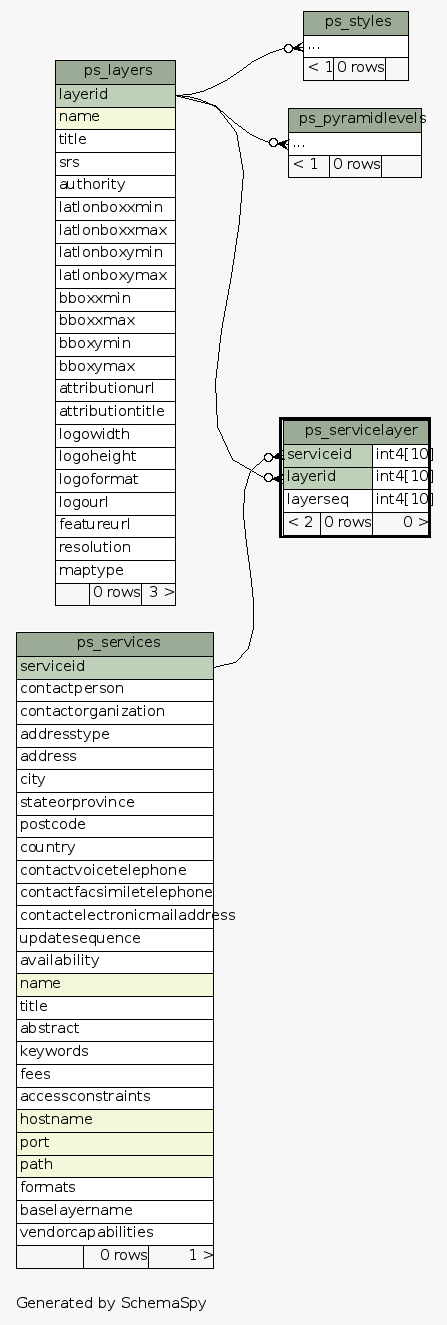 ps_styles
...
< 1 0 rows
ps_layers
layerid
name
title
srs
authority
latlonboxxmin
latlonboxxmax
latlonboxymin
latlonboxymax
bboxxmin
bboxxmax
bboxymin
bboxymax
attributionurl
attributiontitle
logowidth
logoheight
logoformat
logourl
featureurl
resolution
maptype
0 rows 3 >
ps_pyramidlevels
...
< 1 0 rows
ps_servicelayer
serviceid int4[10]
layerid int4[10]
layerseq int4[10]
< 2 0 rows 0 >
ps_services
serviceid
contactperson
contactorganization
addresstype
address
city
stateorprovince
postcode
country
contactvoicetelephone
contactfacsimiletelephone
contactelectronicmailaddress
updatesequence
availability
name
title
abstract
keywords
fees
accessconstraints
hostname
port
path
formats
baselayername
vendorcapabilities
0 rows 1 >
Generated by SchemaSpy